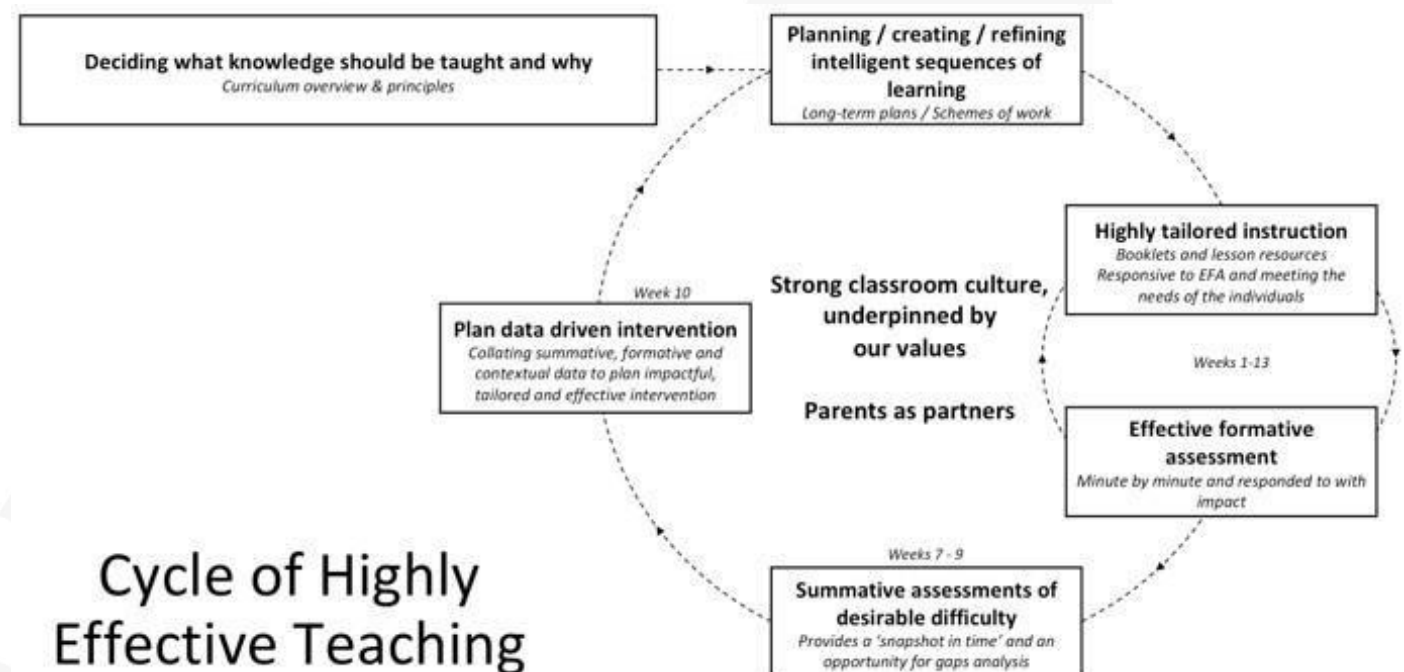 Deciding what knowledge should be taught and why
Curriculum overview & principles
Planning / creating / refining
intelligent sequences of
learning
Long-term plans / Schemes of work
Highly tailored instruction
Booklets and lesson resources
Responsive to EFA and meeting the
needs of the individuals
Strong classroom culture,
underpinned by
our values
Parents as partners
Week 10
Plan data driven intervention
Collating summative, formative and
contextual data to plan impactful,
tailored and effective intervention
Weeks 1-13
Effective formative
assessment
Minute by minute and responded to with
impact
Weeks 7 - 9
Summative assessments of
desirable difficulty
Provides a 'snapshot in time' and an
opportunity for gaps analysis
Cycle of Highly
Effective Teaching